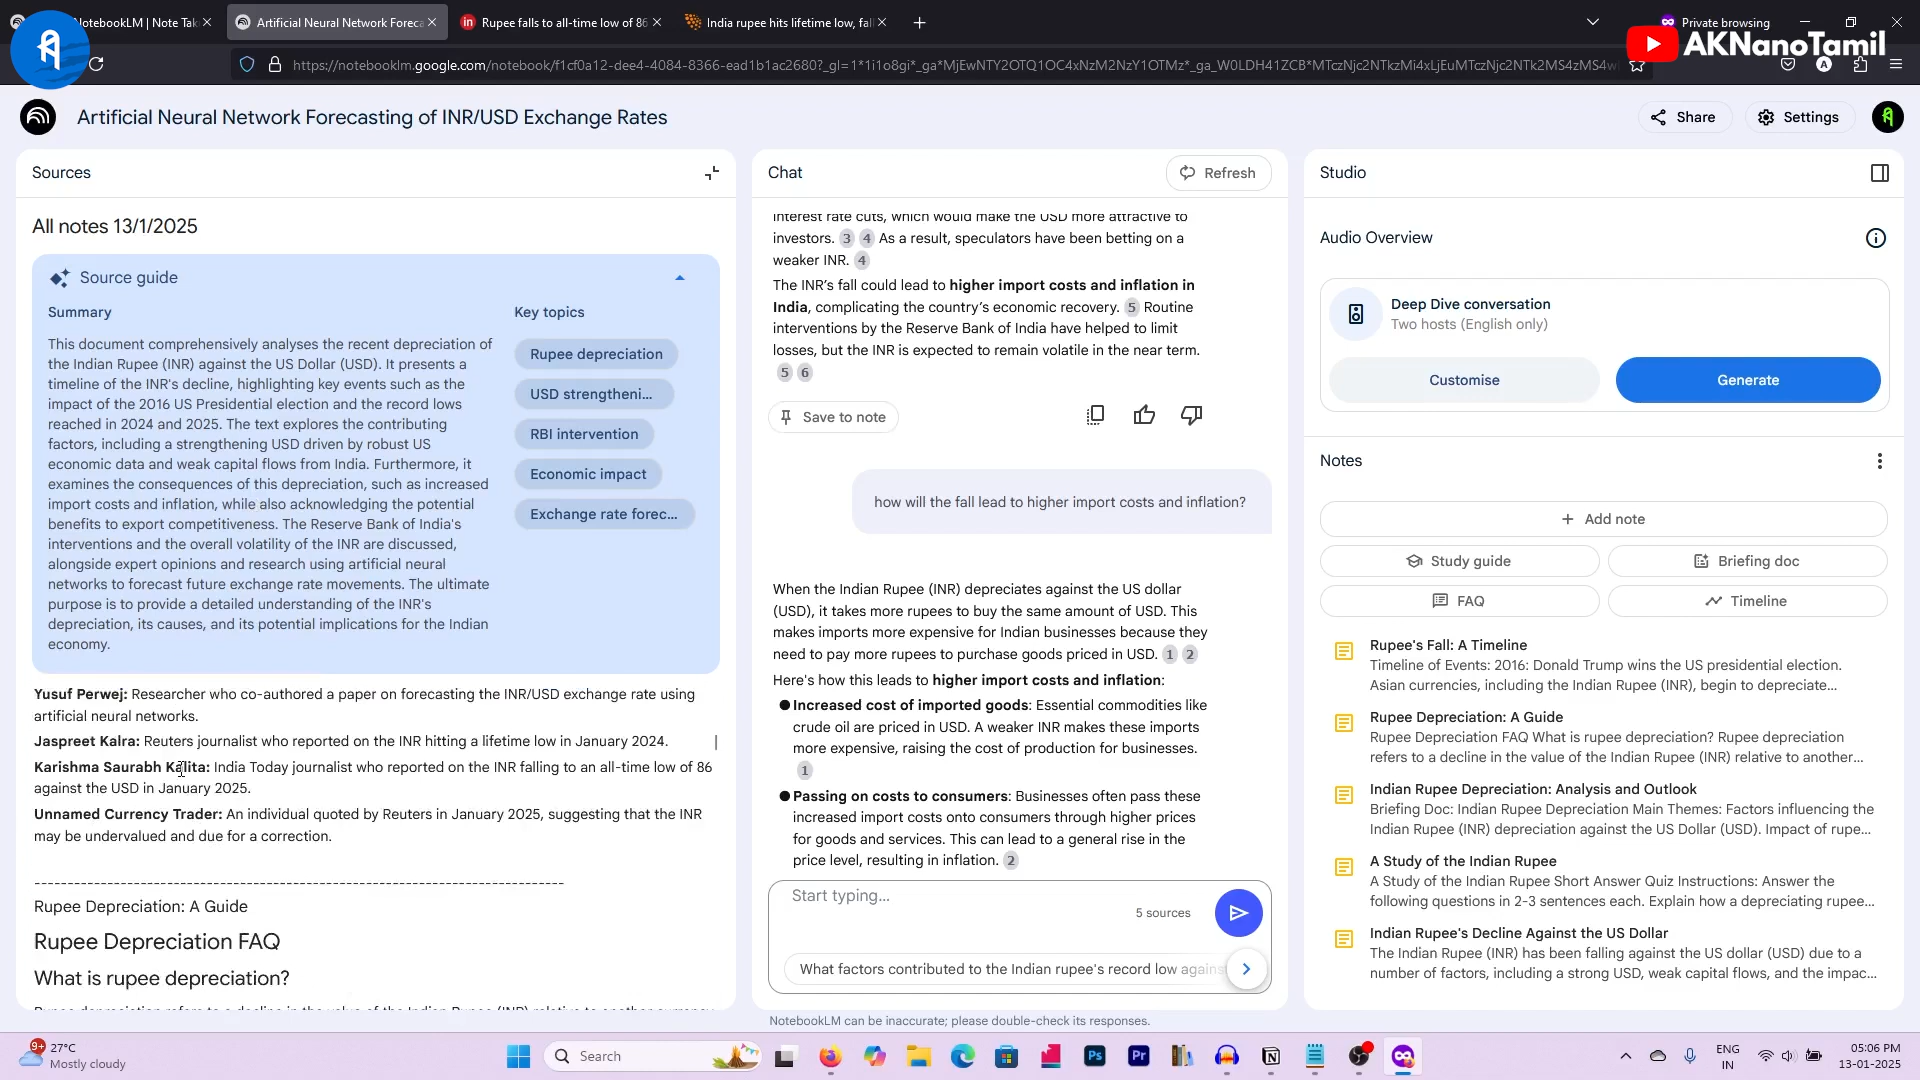 NotebookLM | Note Tak
Artificial Neural Network Foreca
Rupee falls to all-time low of 86
India rupee hits lifetime low, fal
Private browsing
AKNanoTamil
https://notebooklm.google.com/notebook/f1cf0a12-dee4-4084-8366-ead1b1ac2680?
Artificial Neural Network Forecasting of INR/USD Exchange Rates
Share
Settings
Sources
All notes 13/1/2025
Source guide
Summary
This document comprehensively analyses the recent depreciation of
the Indian Rupee (INR) against the US Dollar (USD). It presents a
timeline of the INR's decline, highlighting key events such as the
impact of the 2016 US Presidential election and the record lows
reached in 2024 and 2025. The text explores the contributing
factors, including a strengthening USD driven by robust US
economic data and weak capital flows from India. Furthermore, it
examines the consequences of this depreciation, such as increased
import costs and inflation, while also acknowledging the potential
benefits to export competitiveness. The Reserve Bank of India's
interventions and the overall volatility of the INR are discussed,
alongside expert opinions and research using artificial neural
networks to forecast future exchange rate movements. The ultimate
purpose is to provide a detailed understanding of the INR's
depreciation, its causes, and its potential implications for the Indian
economy.
Key topics
Rupee depreciation
USD strengtheni...
RBI intervention
Economic impact
Exchange rate forec...
Yusuf Perwej: Researcher who co-authored a paper on forecasting the INR/USD exchange rate using
artificial neural networks.
Jaspreet Kalra: Reuters journalist who reported on the INR hitting a lifetime low in January 2024.
Karishma Saurabh Kalita: India Today journalist who reported on the INR falling to an all-time low of 86
against the USD in January 2025.
Unnamed Currency Trader: An individual quoted by Reuters in January 2025, suggesting that the INR
may be undervalued and due for a correction.
--------------------------------------------------------------------------------
Rupee Depreciation: A Guide
Rupee Depreciation FAQ
What is rupee depreciation?
Chat
Refresh
interest rate cuts, which would make the USD more attractive to
investors. 3 4 As a result, speculators have been betting on a
weaker INR. 4
The INR's fall could lead to higher import costs and inflation in
India, complicating the country's economic recovery. 5 Routine
interventions by the Reserve Bank of India have helped to limit
losses, but the INR is expected to remain volatile in the near term.
5 6
Save to note
how will the fall lead to higher import costs and inflation?
When the Indian Rupee (INR) depreciates against the US dollar
(USD), it takes more rupees to buy the same amount of USD. This
makes imports more expensive for Indian businesses because they
need to pay more rupees to purchase goods priced in USD. 1 2
Here's how this leads to higher import costs and inflation:
● Increased cost of imported goods: Essential commodities like
crude oil are priced in USD. A weaker INR makes these imports
more expensive, raising the cost of production for businesses.
1
● Passing on costs to consumers: Businesses often pass these
increased import costs onto consumers through higher prices
for goods and services. This can lead to a general rise in the
price level, resulting in inflation. 2
Start typing...
5 sources
What factors contributed to the Indian rupee's record low agains
NotebookLM can be inaccurate; please double-check its responses.
Studio
Audio Overview
Deep Dive conversation
Two hosts (English only)
Customise
Generate
Notes
+ Add note
Study guide
Briefing doc
FAQ
Timeline
Rupee's Fall: A Timeline
Timeline of Events: 2016: Donald Trump wins the US presidential election.
Asian currencies, including the Indian Rupee (INR), begin to depreciate...
Rupee Depreciation: A Guide
Rupee Depreciation FAQ What is rupee depreciation? Rupee depreciation
refers to a decline in the value of the Indian Rupee (INR) relative to another...
Indian Rupee Depreciation: Analysis and Outlook
Briefing Doc: Indian Rupee Depreciation Main Themes: Factors influencing the
Indian Rupee (INR) depreciation against the US Dollar (USD). Impact of rupe...
A Study of the Indian Rupee
A Study of the Indian Rupee Short Answer Quiz Instructions: Answer the
following questions in 2-3 sentences each. Explain how a depreciating rupee...
Indian Rupee's Decline Against the US Dollar
The Indian Rupee (INR) has been falling against the US dollar (USD) due to a
number of factors, including a strong USD, weak capital flows, and the impac...
9+
27°C
Mostly cloudy
Search
Ps
Pr
ENG
IN
05:06 PM
13-01-2025